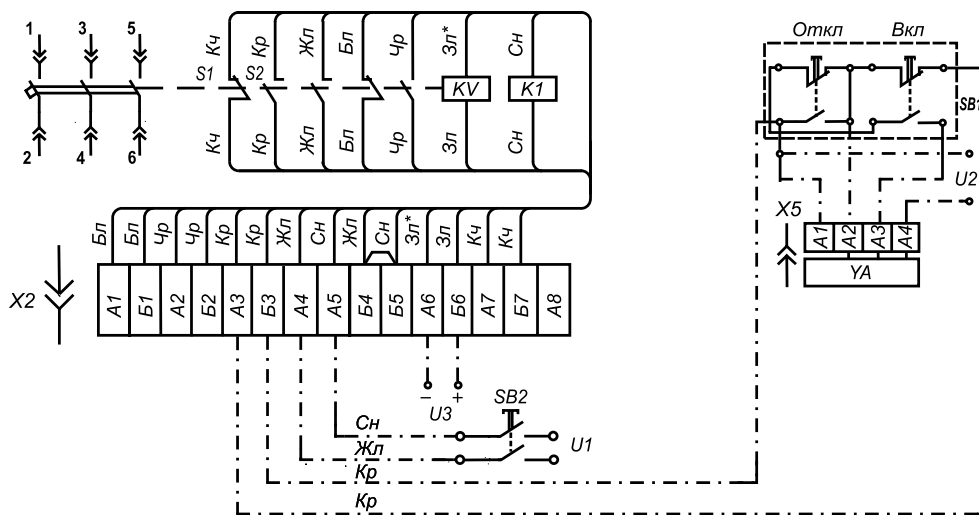 1 3 5
2 4 6
S1 S2
Кч Кр Жл Бл Чр Зл* Сн
KV K1
Кч Кр Жл Бл Чр Зл Сн
Откл Вкл
SB1
U2
X5
А1 А2 А3 А4
YA
Бл Бл Чр Чр Кр Кр Жл Сн Жл Сн Зл* Зл Кч Кч
X2
А1 Б1 А2 Б2 А3 Б3 А4 А5 Б4 Б5 А6 Б6 А7 Б7 А8
– +
U3
SB2
Сн
U1
Жл
Кр
Кр